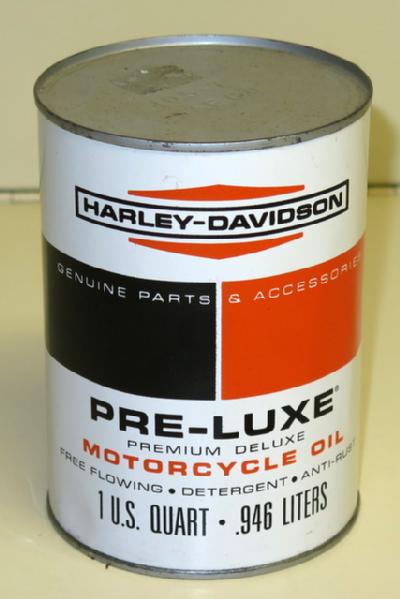 HARLEY-DAVIDSON
GENUINE PARTS & ACCESSORIES
PRE-LUXE®
PREMIUM DELUXE
MOTORCYCLE OIL
FREE FLOWING • DETERGENT • ANTI-RUST
1 U.S. QUART • .946 LITERS